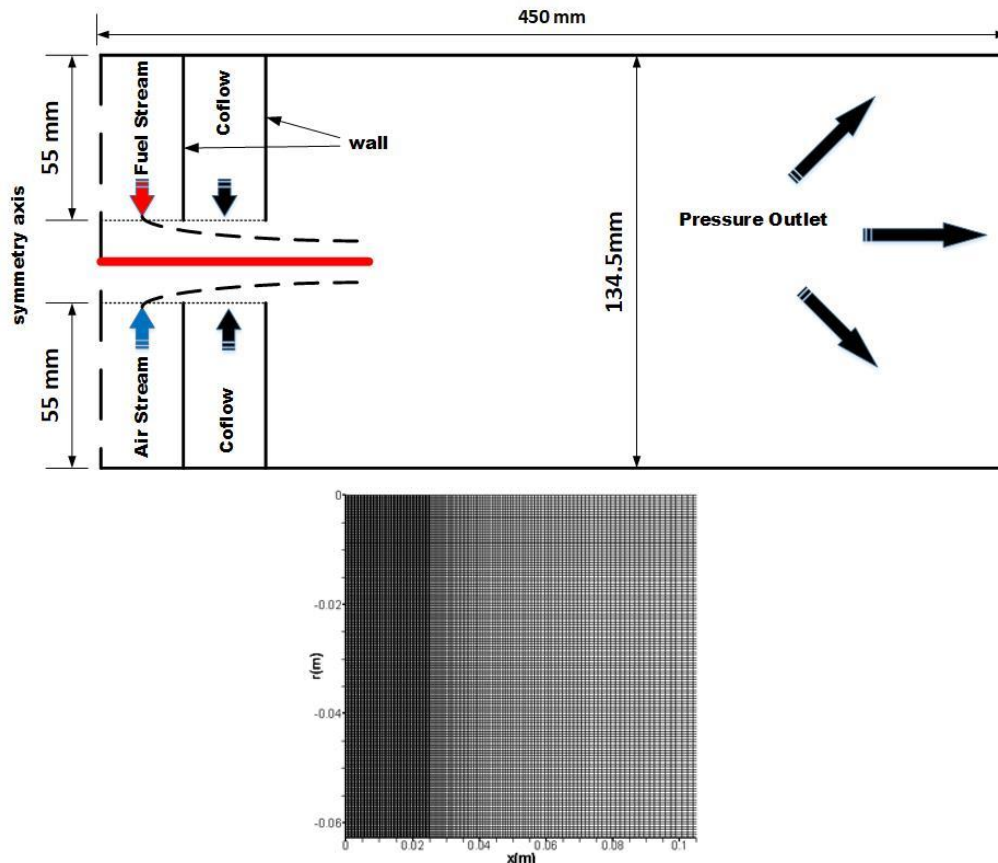 450 mm
55 mm
Fuel Stream
Coflow
wall
symmetry axis
Pressure Outlet
134.5mm
55 mm
Air Stream
Coflow
0
-0.02
r(m)
-0.04
-0.06
0 0.02 0.04 0.06 0.08 0.1
x(m)